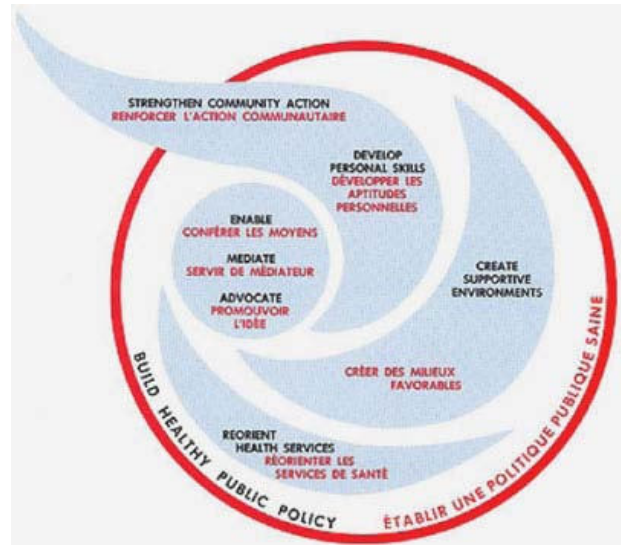 STRENGTHEN COMMUNITY ACTION
RENFORCER L'ACTION COMMUNAUTAIRE
DEVELOP
PERSONAL SKILLS
DÉVELOPPER LES
APTITUDES
PERSONNELLES
ENABLE
CONFÉRER LES MOYENS
MEDIATE
SERVIR DE MÉDIATEUR
ADVOCATE
PROMOUVOIR
L'IDÈE
CREATE
SUPPORTIVE
ENVIRONMENTS
CRÉER DES MILIEUX
FAVORABLES
REORIENT
HEALTH SERVICES
RÉORIENTER LES
SERVICES DE SANTÉ
BUILD HEALTHY PUBLIC POLICY
ÉTABLIR UNE POLITIQUE PUBLIQUE SAINE